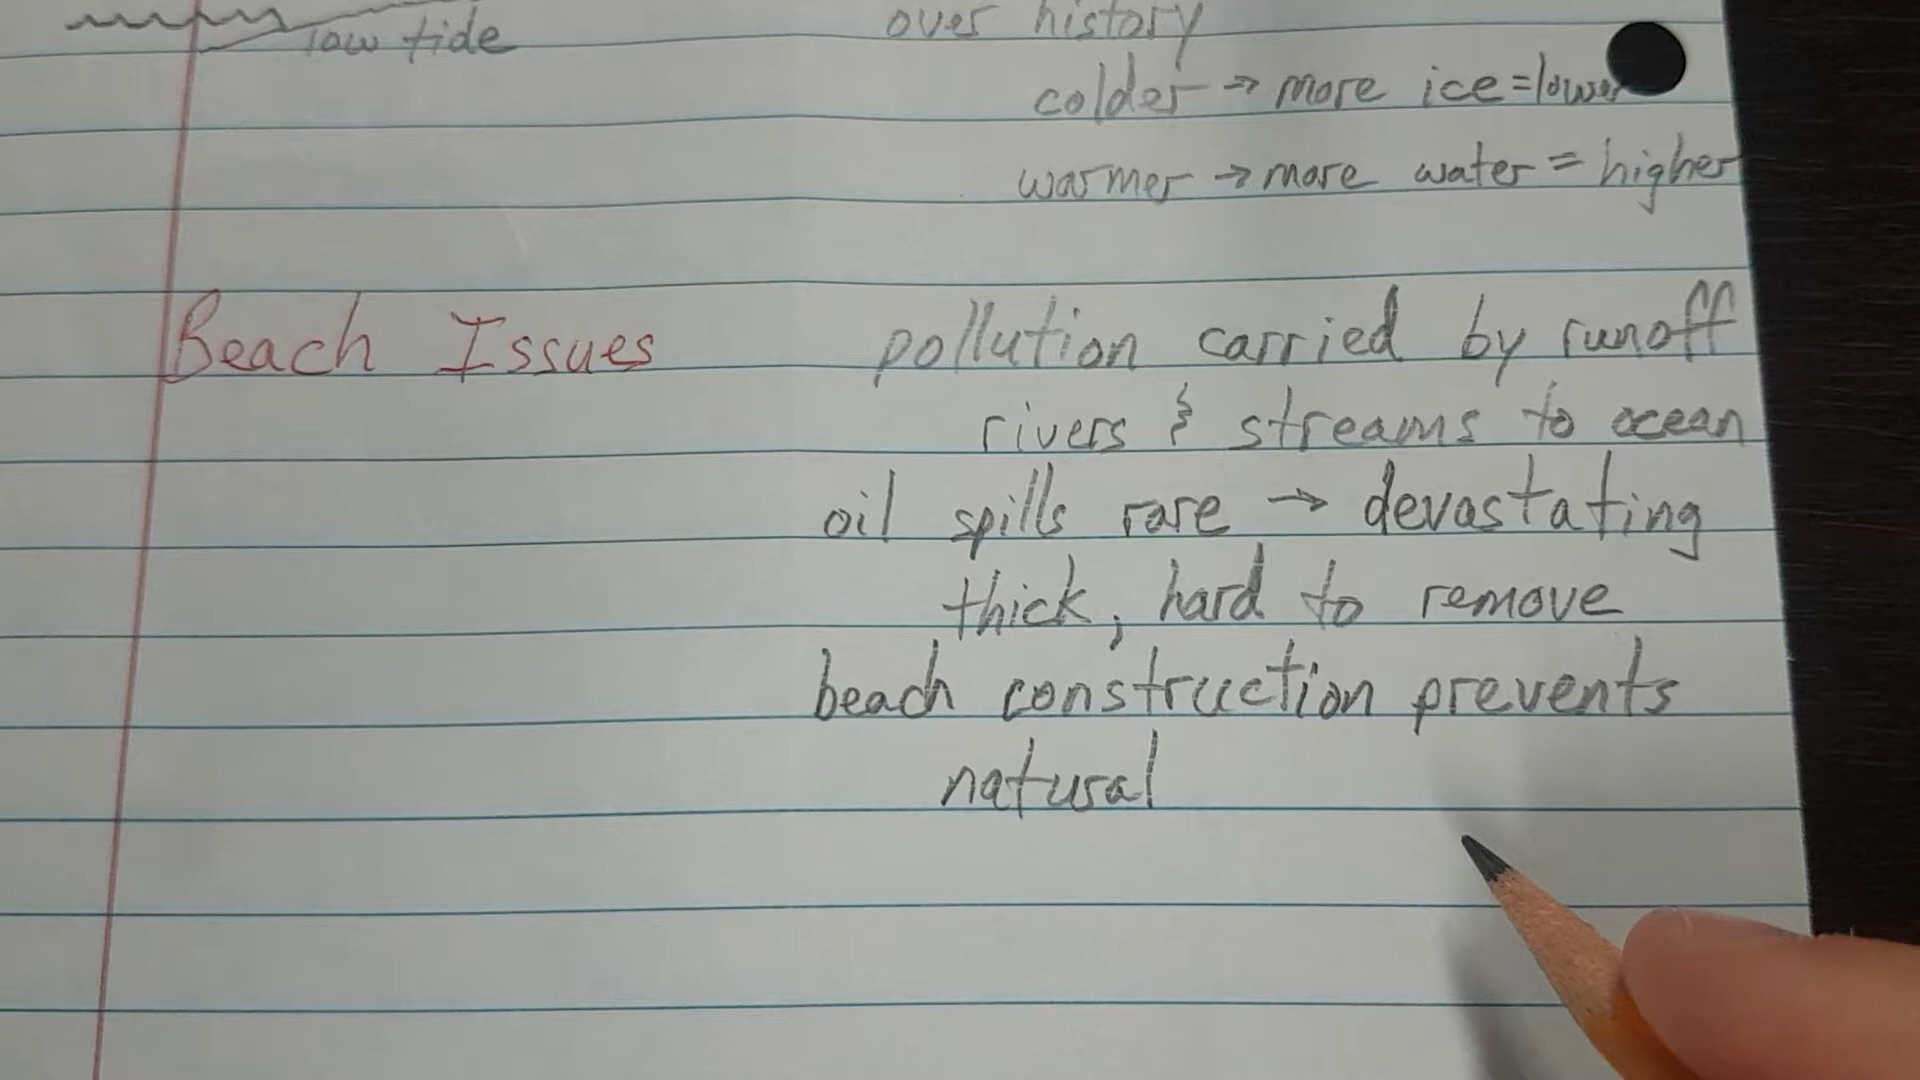 low tide
over history
colder → more ice = lower
warmer → more water = higher
Beach Issues
pollution carried by runoff
rivers & streams to ocean
oil spills rare → devastating
thick, hard to remove
beach construction prevents
natural